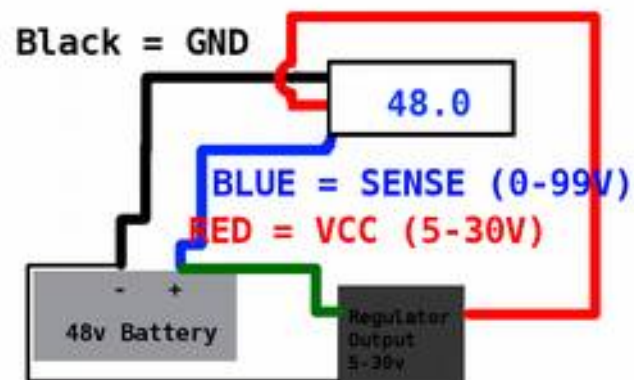 Black = GND
48.0
BLUE = SENSE (0-99V)
RED = VCC (5-30V)
- +
48v Battery
Regulator
Output
5-30v